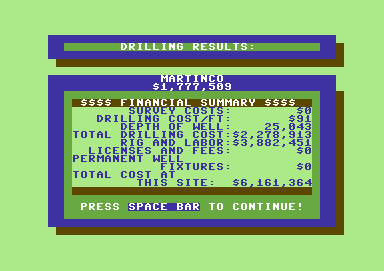 DRILLING RESULTS:
MARTINCO
$1,777,509
$$$$ FINANCIAL SUMMARY $$$$
SURVEY COSTS: $0
DRILLING COST/FT: $91
DEPTH OF WELL: 25,043
TOTAL DRILLING COST:$2,278,913
RIG AND LABOR:$3,882,451
LICENSES AND FEES: $0
PERMANENT WELL
FIXTURES: $0
TOTAL COST AT
THIS SITE: $6,161,364
PRESS SPACE BAR TO CONTINUE!